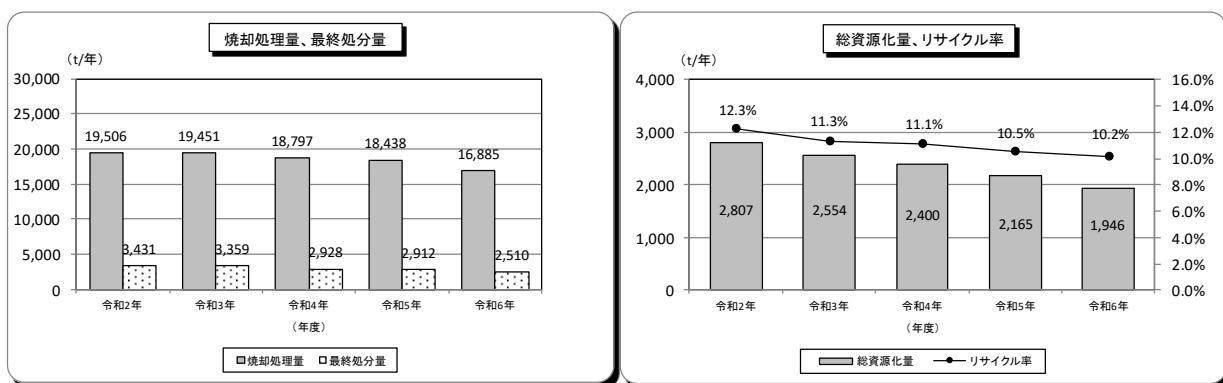 焼却処理量、最終処分量
(t/年)
30,000
25,000
20,000
15,000
10,000
5,000
0
19,506
19,451
18,797
18,438
16,885
3,431
3,359
2,928
2,912
2,510
令和2年
令和3年
令和4年
令和5年
令和6年
(年度)
焼却処理量
最終処分量
総資源化量、リサイクル率
(t/年)
4,000
3,000
2,000
1,000
0
16.0%
14.0%
12.0%
10.0%
8.0%
6.0%
4.0%
2.0%
0.0%
12.3%
11.3%
11.1%
10.5%
10.2%
2,807
2,554
2,400
2,165
1,946
令和2年
令和3年
令和4年
令和5年
令和6年
(年度)
総資源化量
リサイクル率